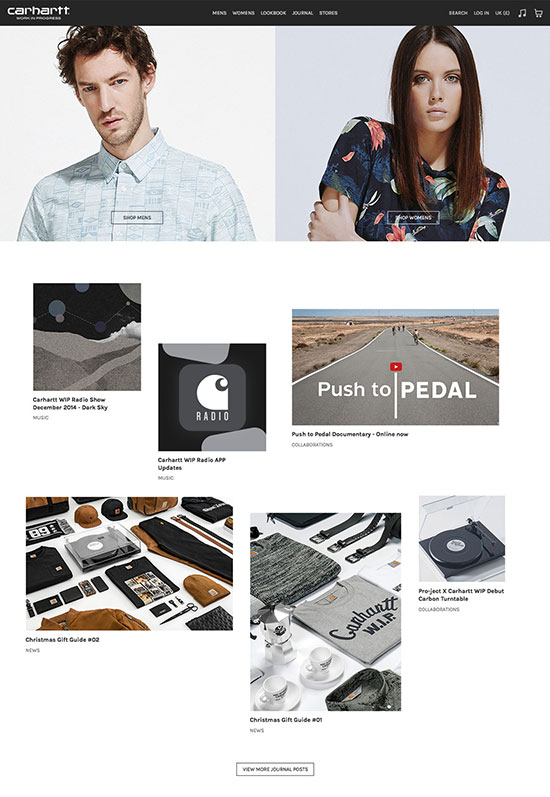 carhartt
WORK IN PROGRESS
MENS WOMENS LOOKBOOK JOURNAL STORES
SEARCH LOG IN UK (£)
SHOP MENS
SHOP WOMENS
Push to PEDAL
RADIO
Carhartt WIP Radio Show
December 2014 - Dark Sky
MUSIC
Push to Pedal Documentary - Online now
COLLABORATIONS
Carhartt WIP Radio APP
Updates
MUSIC
89
Carhartt
W.I.P.
Pro-ject X Carhartt WIP Debut
Carbon Turntable
COLLABORATIONS
Christmas Gift Guide #02
NEWS
Christmas Gift Guide #01
NEWS
VIEW MORE JOURNAL POSTS